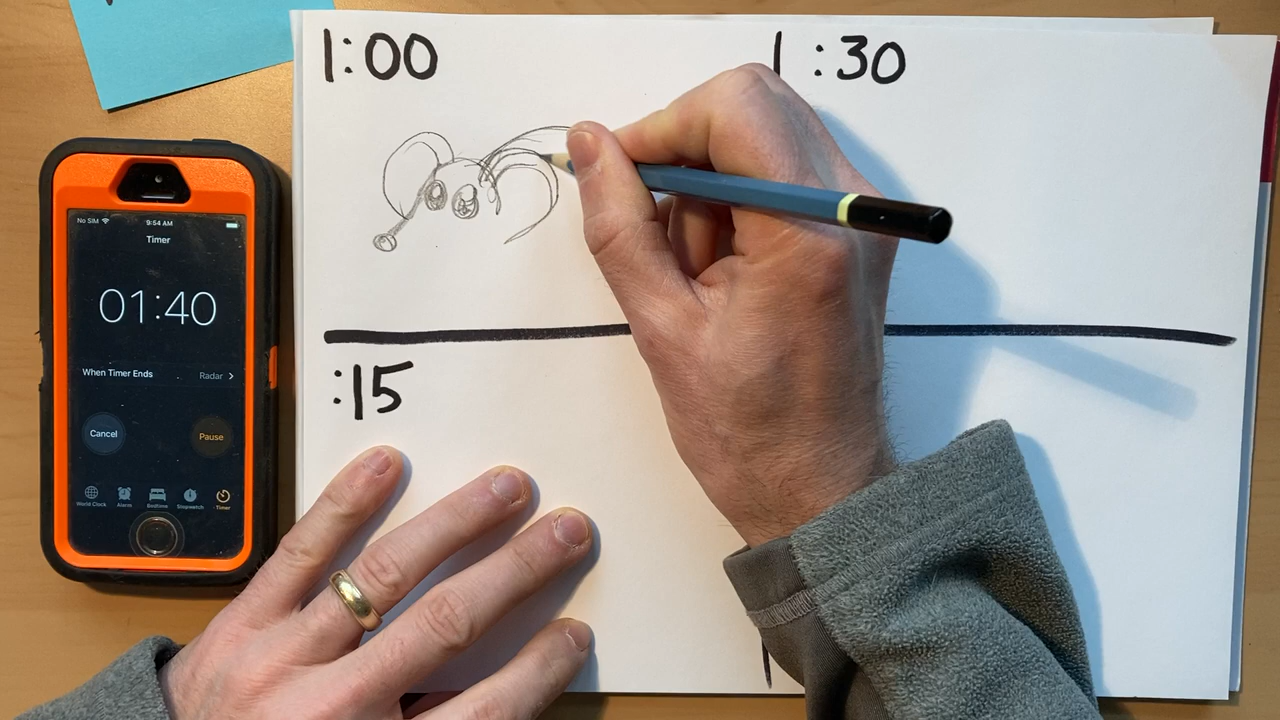 1:00
1:30
:15
No SIM
9:54 AM
Timer
01:40
When Timer Ends
Radar >
Cancel
Pause
World Clock
Alarm
Bedtime
Stopwatch
Timer